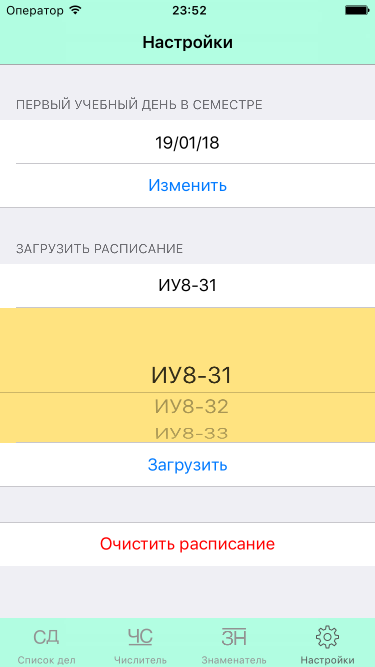 Оператор 23:52
Настройки
ПЕРВЫЙ УЧЕБНЫЙ ДЕНЬ В СЕМЕСТРЕ
19/01/18
Изменить
ЗАГРУЗИТЬ РАСПИСАНИЕ
ИУ8-31
ИУ8-31
ИУ8-32
ИУ8-33
Загрузить
Очистить расписание
СД ЧС ЗН
Список дел Числитель Знаменатель Настройки